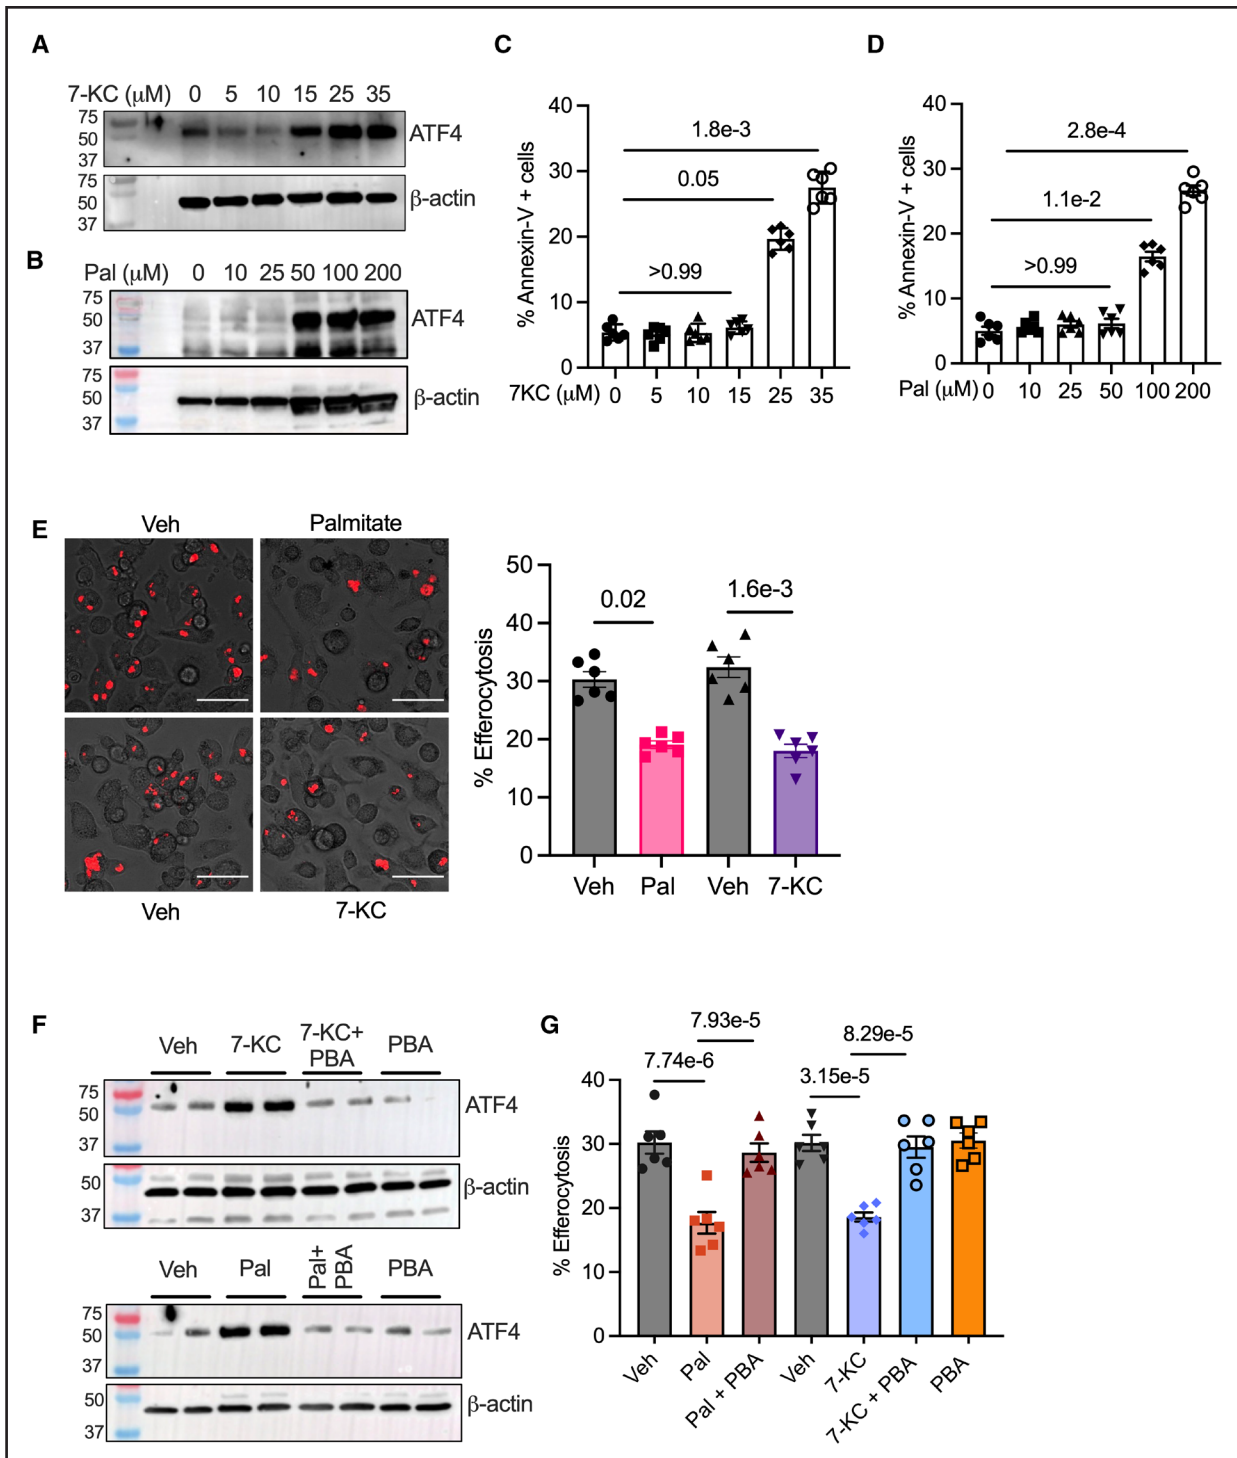 A
7-KC (μM) 0 5 10 15 25 35
75
50
37
ATF4
75
50
37
β-actin
B
Pal (μM) 0 10 25 50 100 200
75
50
37
ATF4
75
50
37
β-actin
C
% Annexin-V + cells
40
30
20
10
0
1.8e-3
0.05
>0.99
7KC (μM) 0 5 10 15 25 35
D
% Annexin-V + cells
40
30
20
10
0
2.8e-4
1.1e-2
>0.99
Pal (μM) 0 10 25 50 100 200
E
Veh Palmitate
Veh 7-KC
% Efferocytosis
50
40
30
20
10
0
0.02 1.6e-3
Veh Pal Veh 7-KC
F
Veh 7-KC 7-KC+ PBA
PBA
75
50
37
ATF4
50
37
β-actin
Veh Pal Pal+ PBA
PBA
75
50
37
ATF4
50
37
β-actin
G
% Efferocytosis
40
30
20
10
0
7.93e-5
7.74e-6
8.29e-5
3.15e-5
Veh Pal Pal + PBA Veh 7-KC 7-KC + PBA PBA